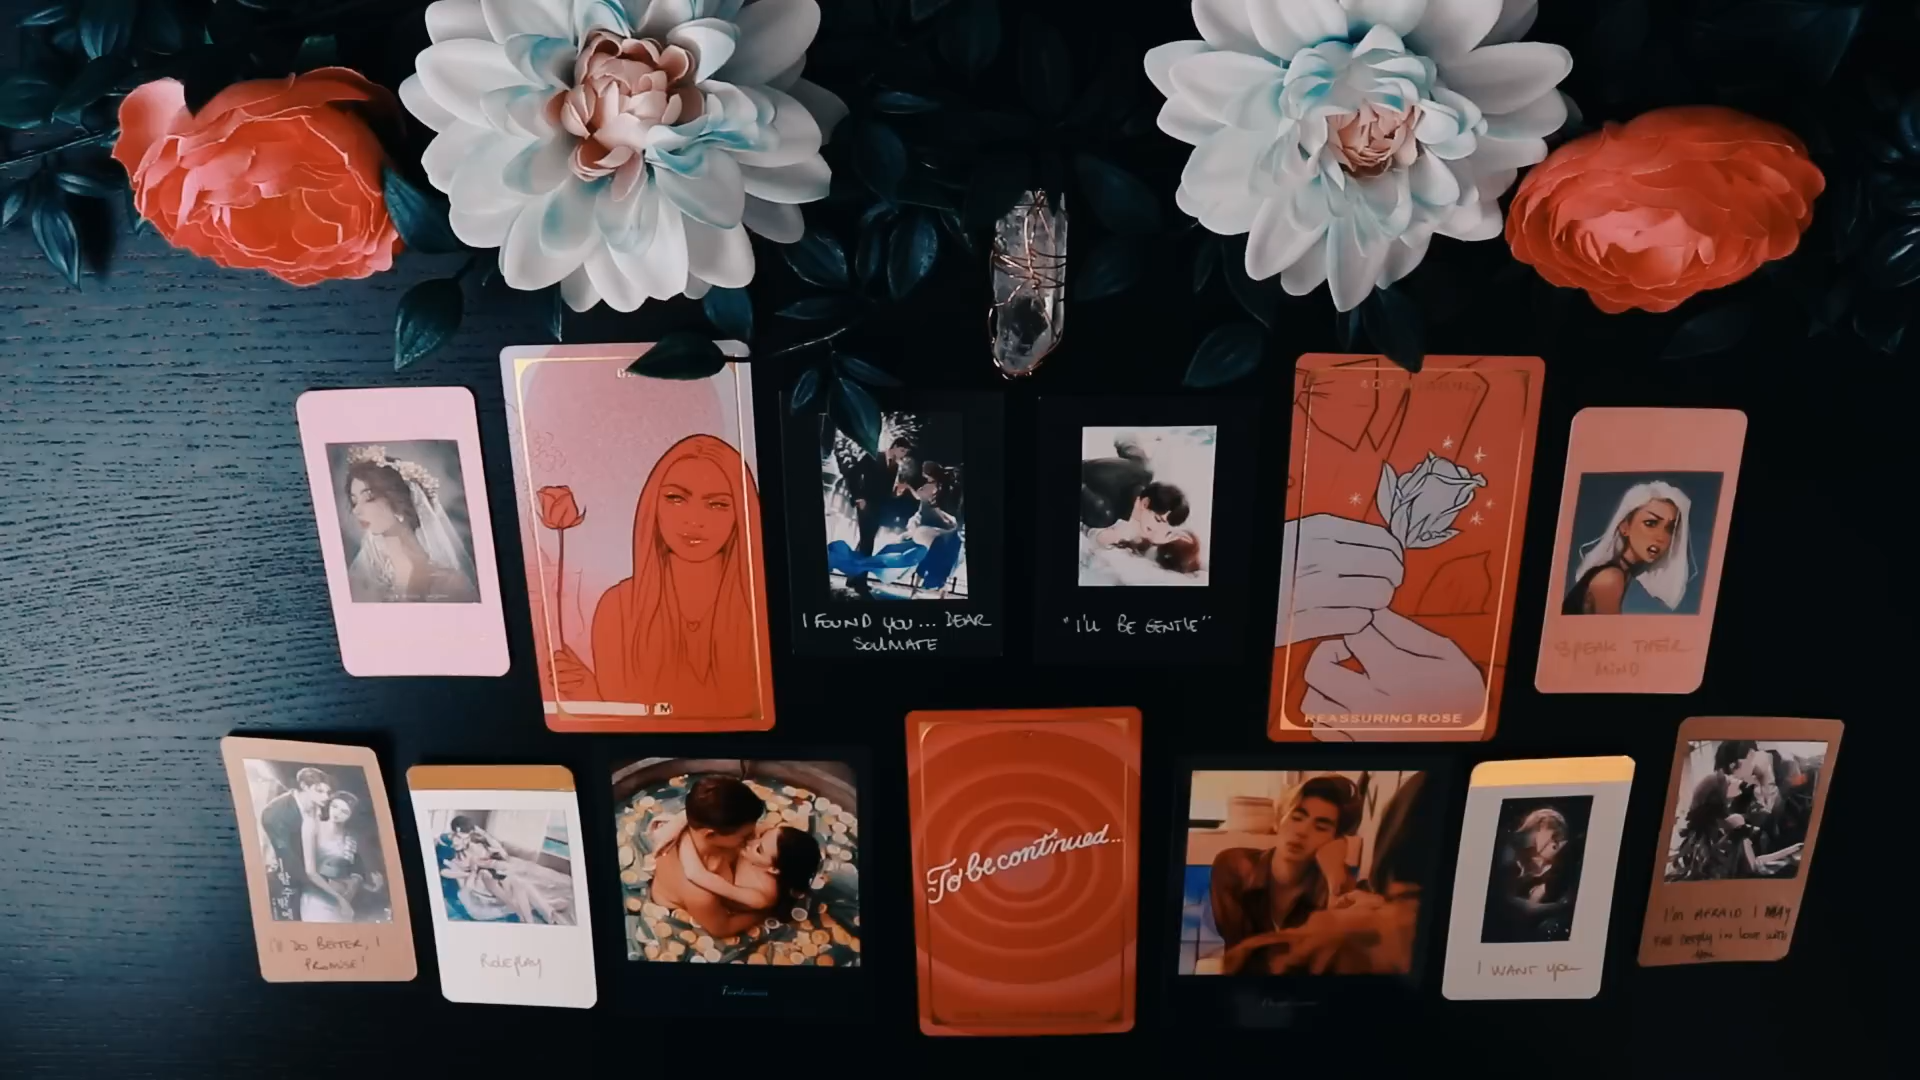 I FOUND YOU... DEAR
SOULMATE
"I'LL BE GENTLE"
REASSURING ROSE
SPEAK THEIR
MIND
I'LL DO BETTER, I
PROMISE!
ROLEPLAY
To be continued...
I WANT YOU
I'M AFRAID I MAY
FALL DEEPLY IN LOVE WITH
YOU